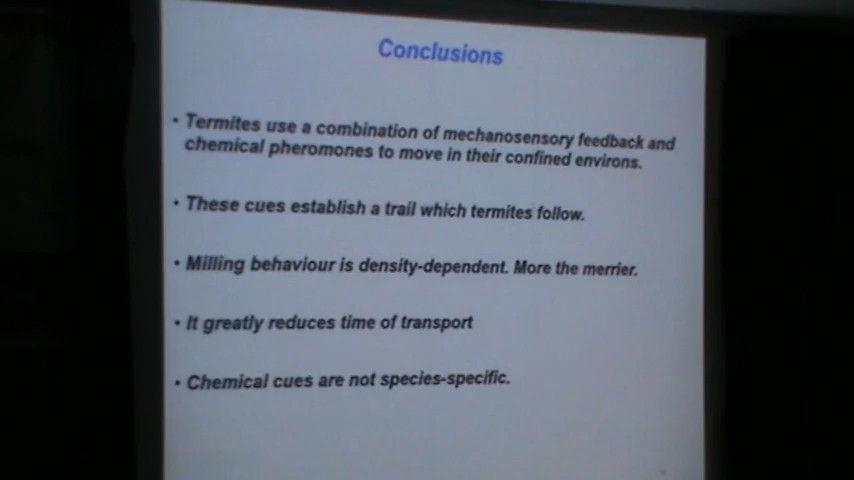 Conclusions
• Termites use a combination of mechanosensory feedback and
chemical pheromones to move in their confined environs.
• These cues establish a trail which termites follow.
• Milling behaviour is density-dependent. More the merrier.
• It greatly reduces time of transport
• Chemical cues are not species-specific.